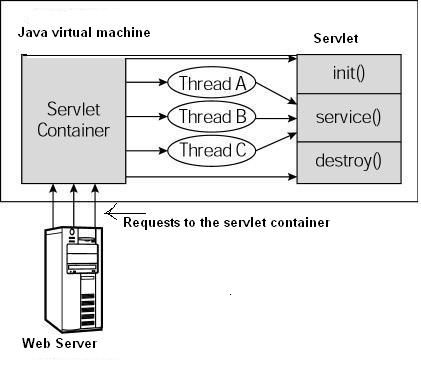 Java virtual machine
Servlet
Servlet
Container
Thread A
Thread B
Thread C
init()
service()
destroy()
Requests to the servlet container
Web Server